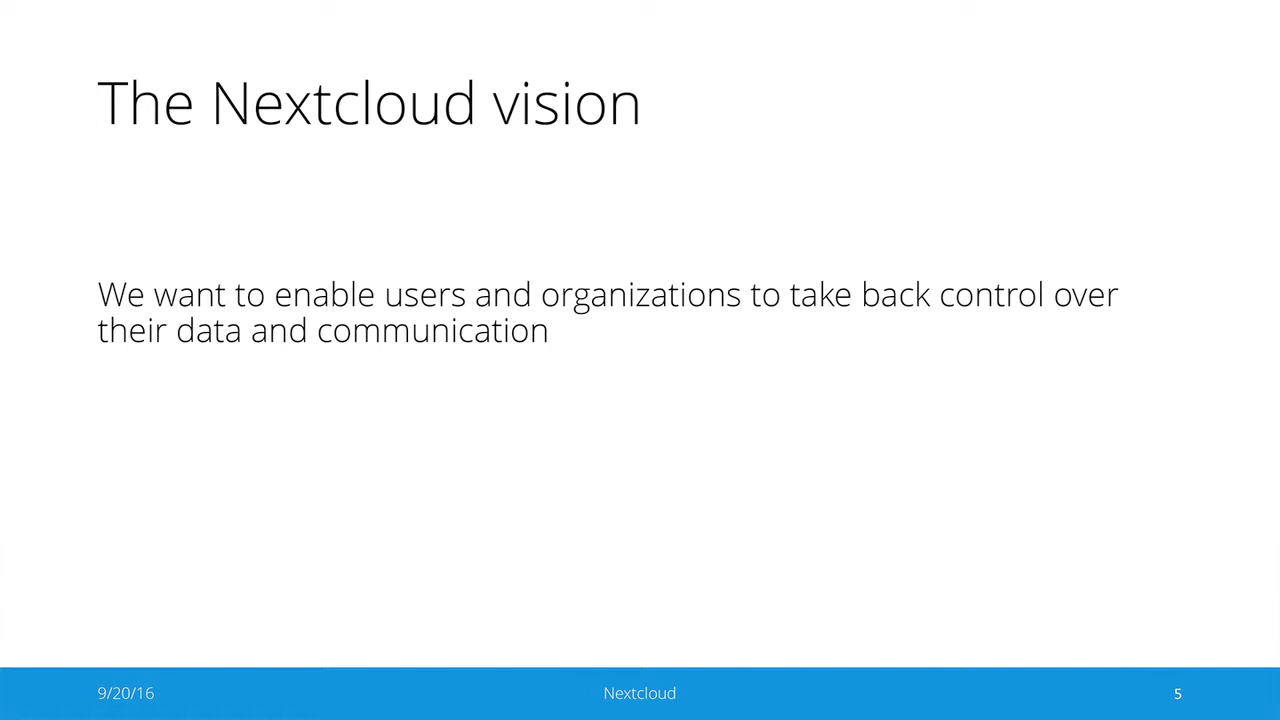 The Nextcloud vision
We want to enable users and organizations to take back control over
their data and communication
9/20/16
Nextcloud
5